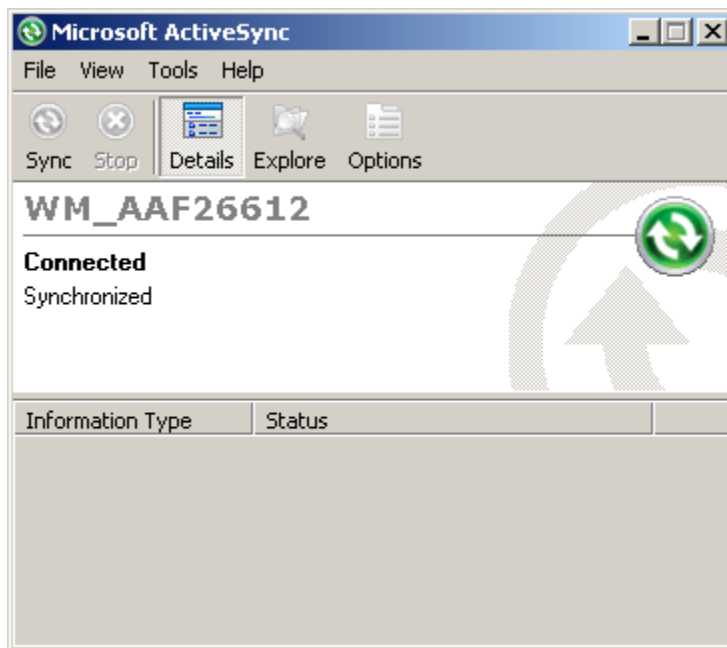 Microsoft ActiveSync
File View Tools Help
Sync Stop Details Explore Options
WM_AAF26612
Connected
Synchronized
Information Type Status